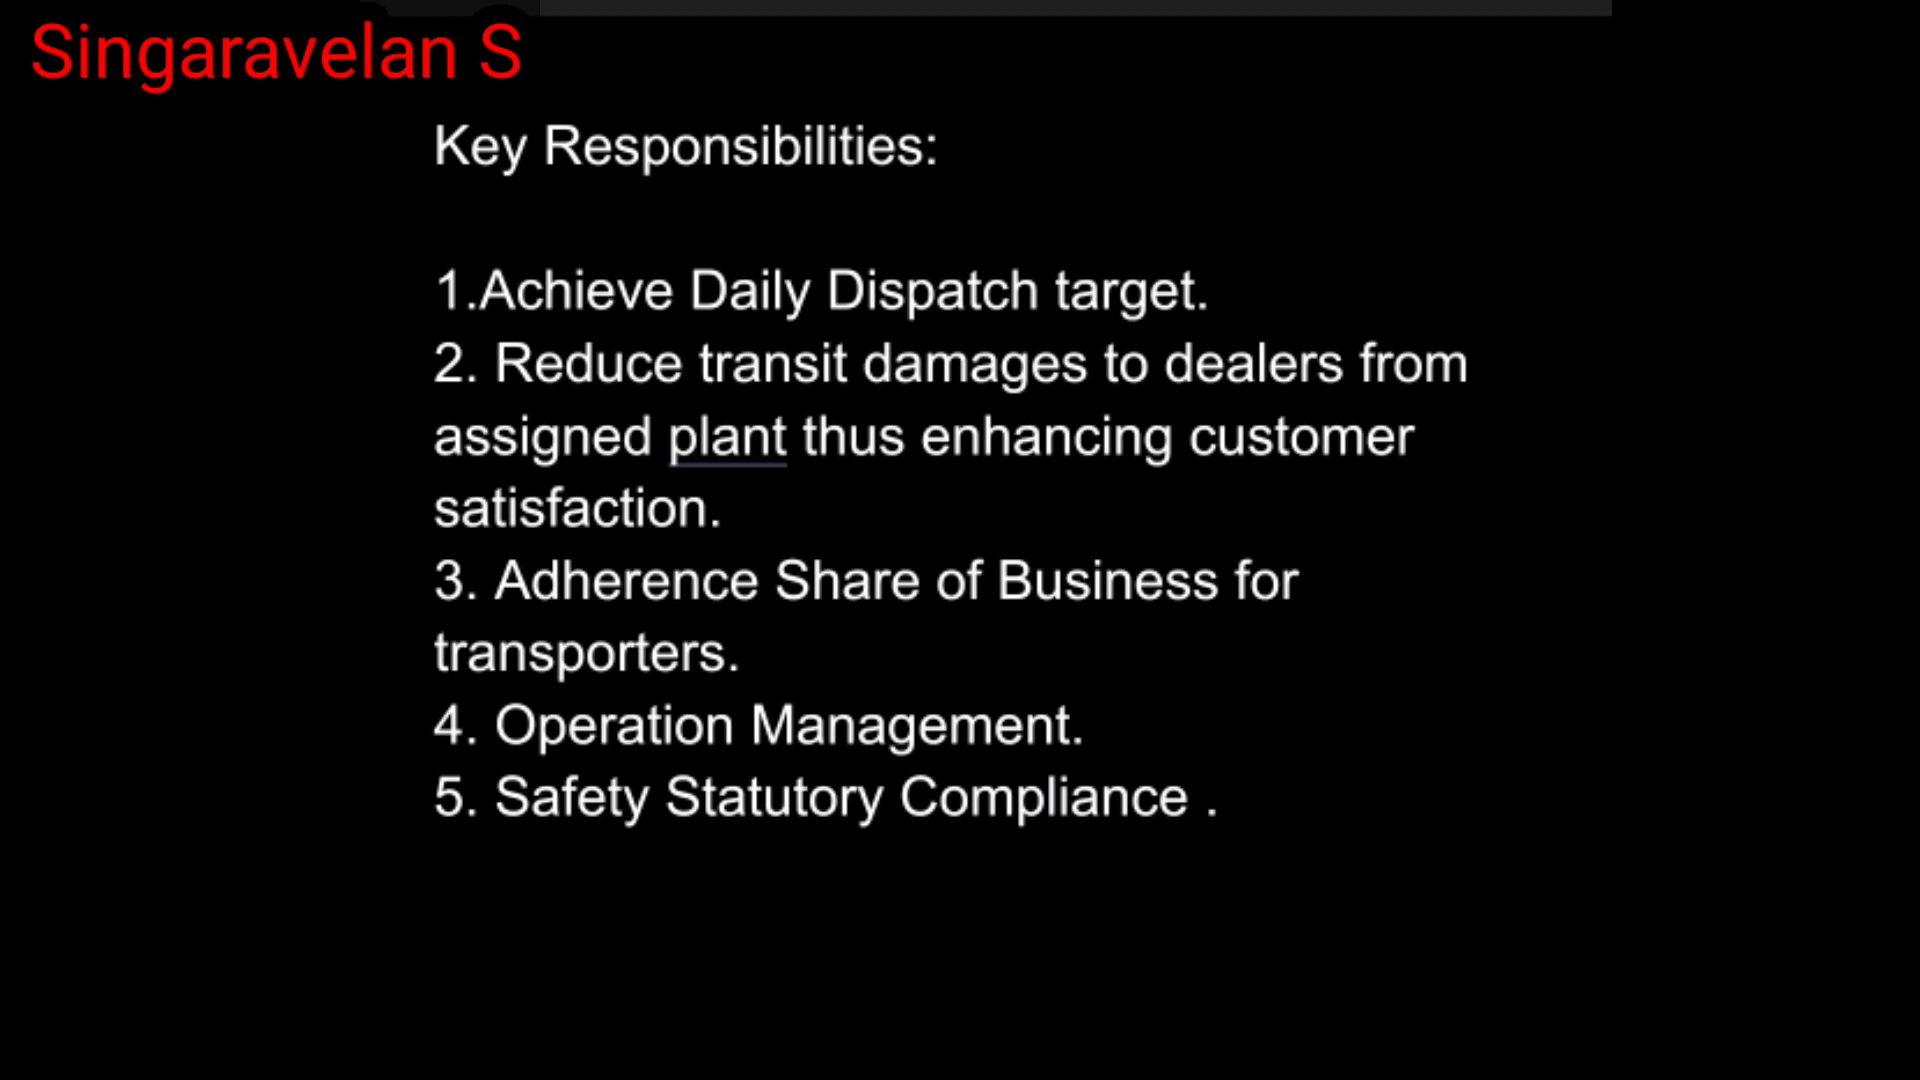 Singaravelan S
Key Responsibilities:
1.Achieve Daily Dispatch target.
2. Reduce transit damages to dealers from
assigned plant thus enhancing customer
satisfaction.
3. Adherence Share of Business for
transporters.
4. Operation Management.
5. Safety Statutory Compliance .